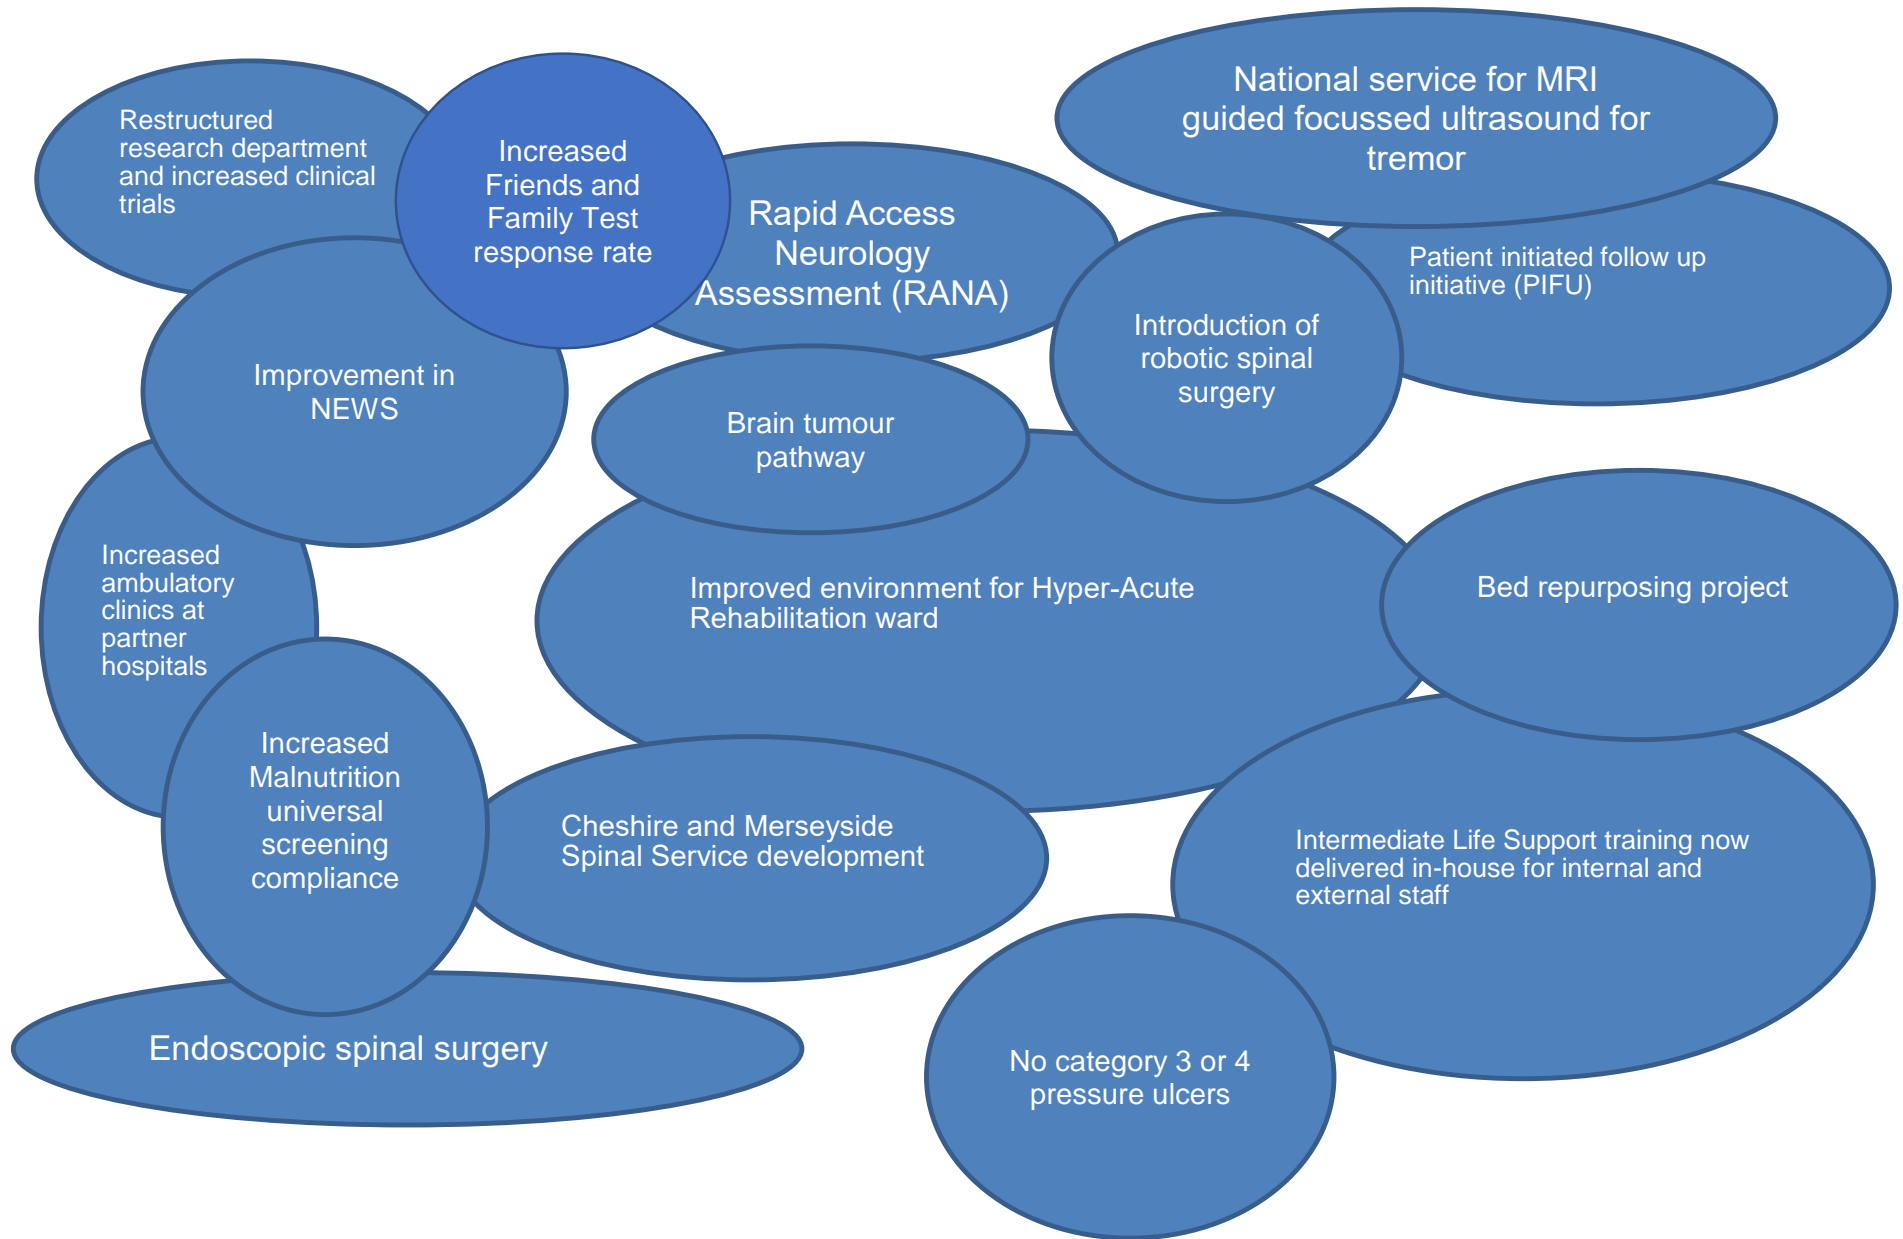 Restructured
research department
and increased clinical
trials
Increased
Friends and
Family Test
response rate
Rapid Access
Neurology
Assessment (RANA)
National service for MRI
guided focussed ultrasound for
tremor
Patient initiated follow up
initiative (PIFU)
Introduction of
robotic spinal
surgery
Improvement in
NEWS
Brain tumour
pathway
Increased
ambulatory
clinics at
partner
hospitals
Improved environment for Hyper-Acute
Rehabilitation ward
Bed repurposing project
Increased
Malnutrition
universal
screening
compliance
Cheshire and Merseyside
Spinal Service development
Intermediate Life Support training now
delivered in-house for internal and
external staff
Endoscopic spinal surgery
No category 3 or 4
pressure ulcers